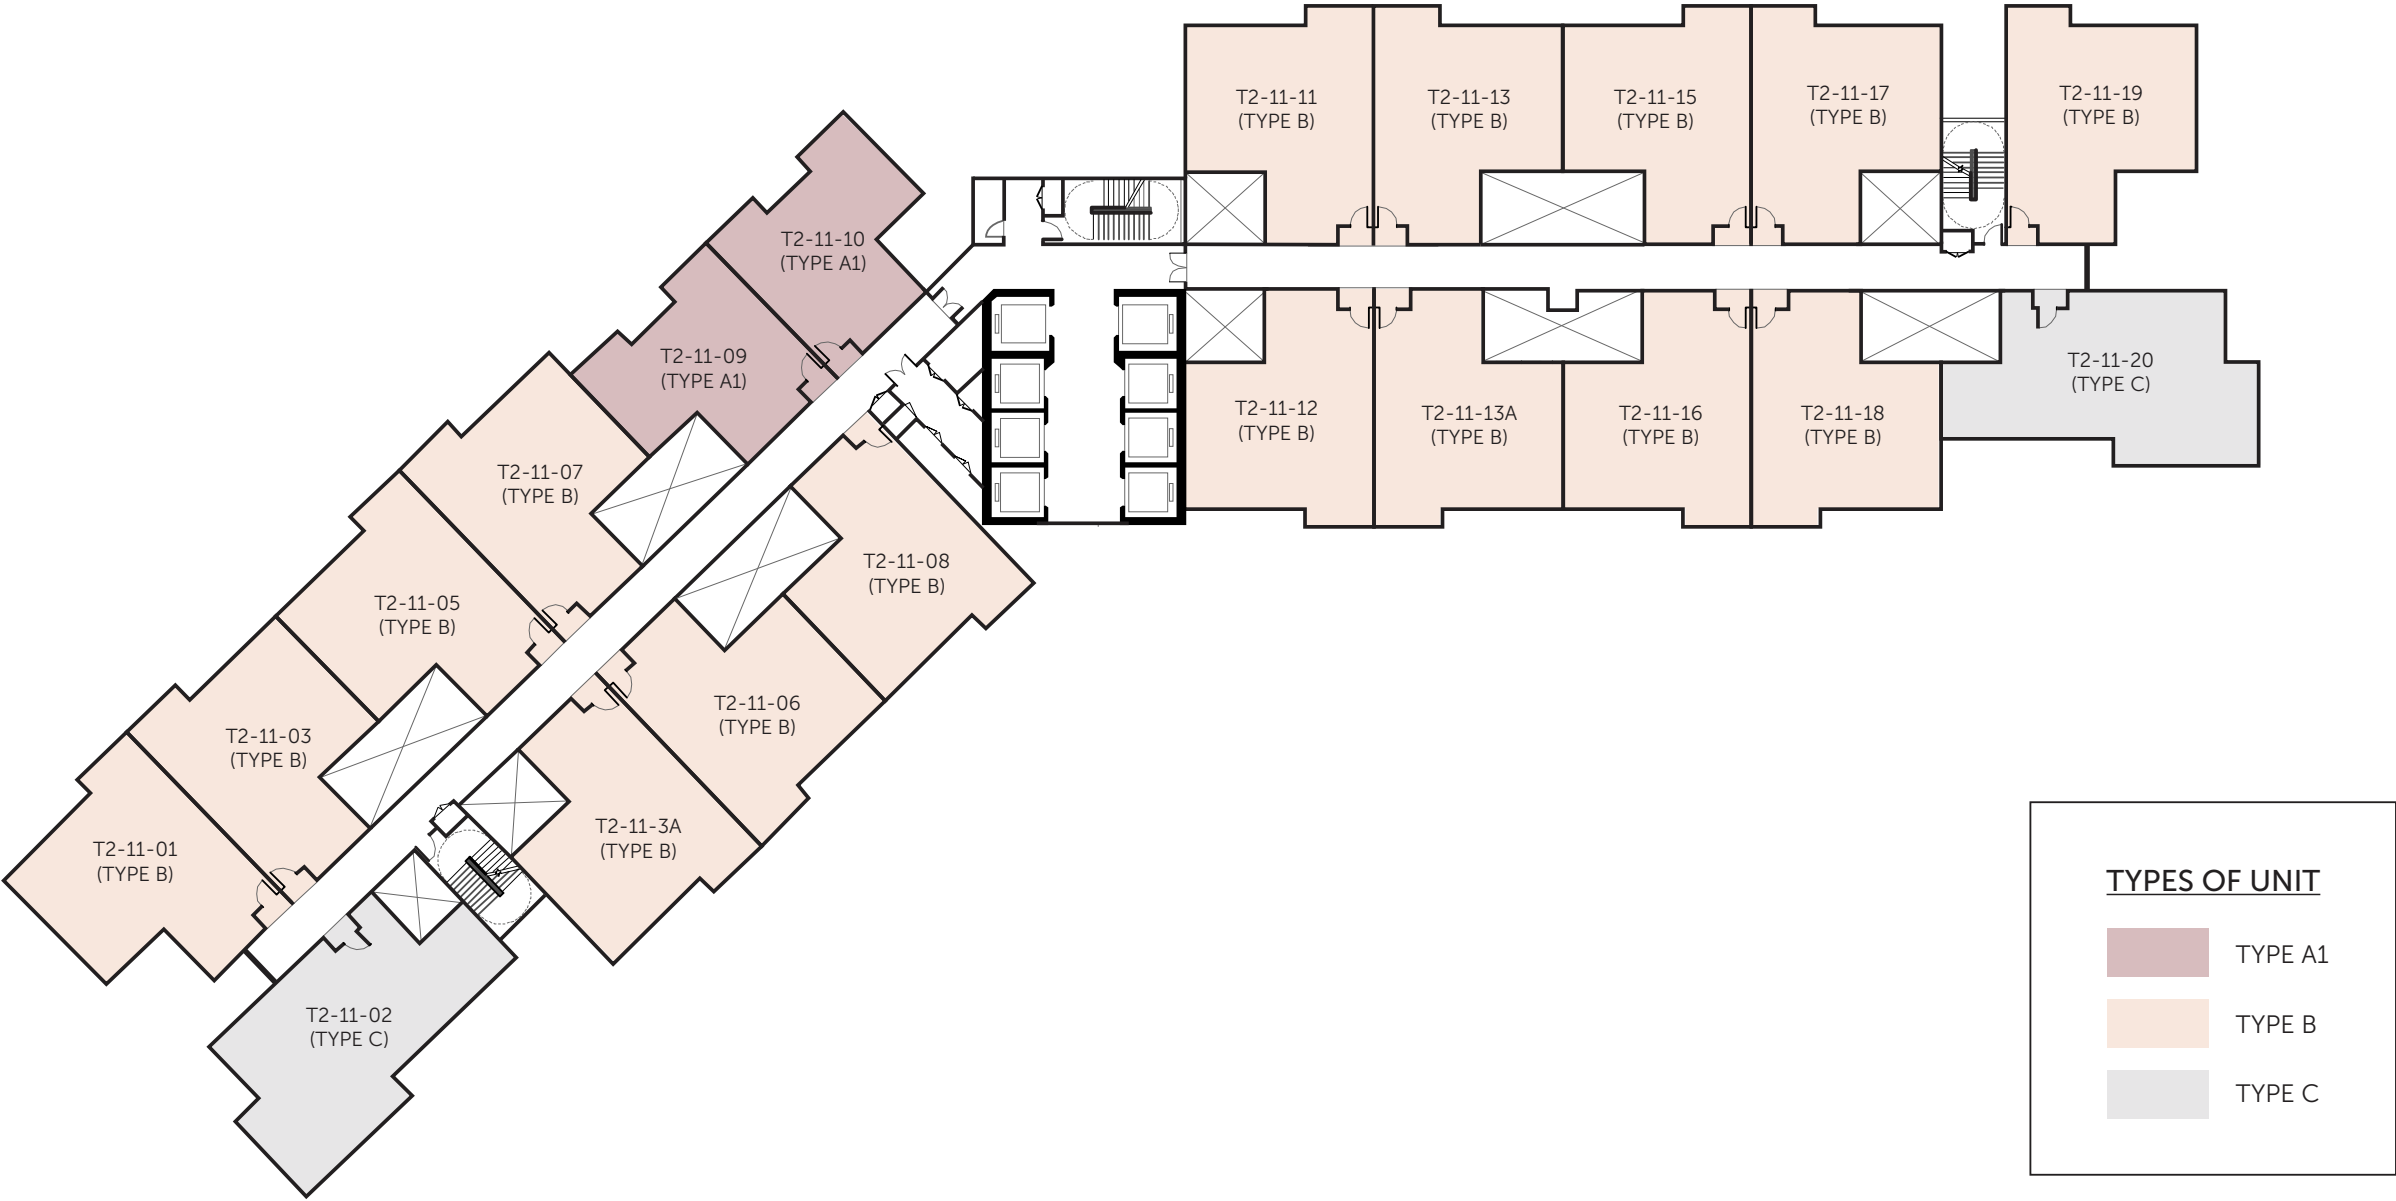 T2-11-11
(TYPE B)
T2-11-13
(TYPE B)
T2-11-15
(TYPE B)
T2-11-17
(TYPE B)
T2-11-19
(TYPE B)
T2-11-10
(TYPE A1)
T2-11-09
(TYPE A1)
T2-11-07
(TYPE B)
T2-11-05
(TYPE B)
T2-11-03
(TYPE B)
T2-11-01
(TYPE B)
T2-11-12
(TYPE B)
T2-11-13A
(TYPE B)
T2-11-16
(TYPE B)
T2-11-18
(TYPE B)
T2-11-20
(TYPE C)
T2-11-08
(TYPE B)
T2-11-06
(TYPE B)
T2-11-3A
(TYPE B)
T2-11-02
(TYPE C)
TYPES OF UNIT
TYPE A1
TYPE B
TYPE C